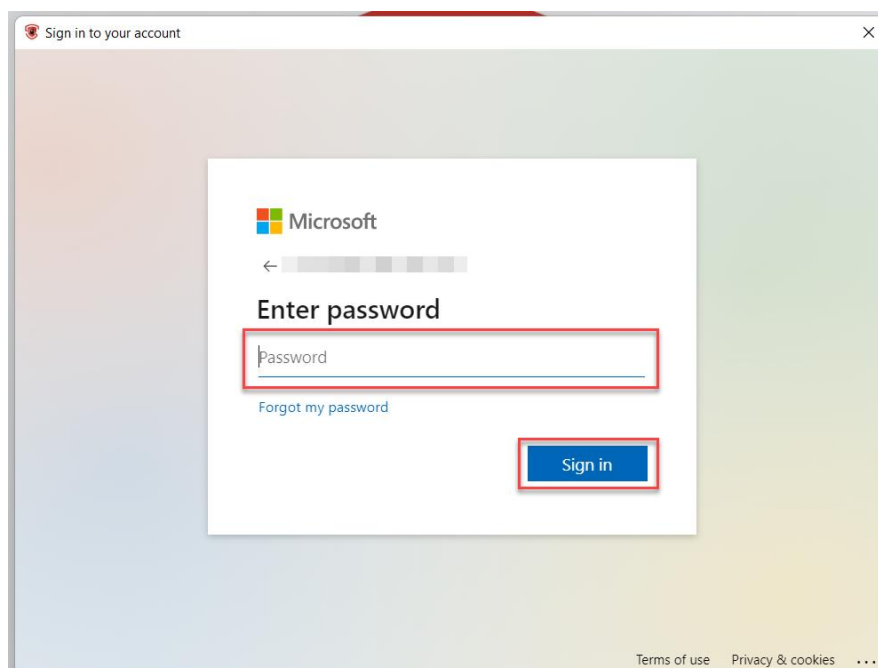 Sign in to your account
Microsoft
Enter password
Password
Forgot my password
Sign in
Terms of use Privacy & cookies ...